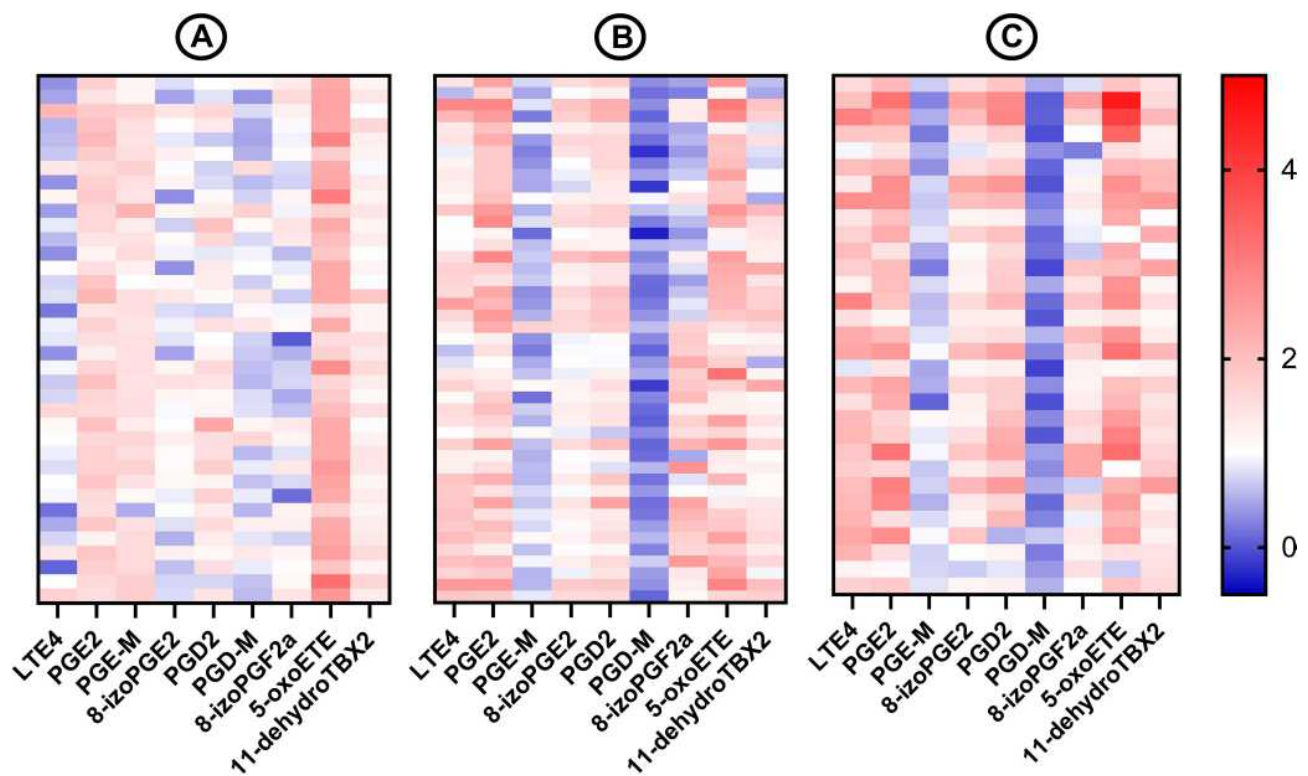 A
B
C
4
2
0
LTE4
PGE2
PGE-M
8-izoPGE2
PGD2
PGD-M
8-izoPGF2a
5-oxoETE
11-dehydroTBX2
LTE4
PGE2
PGE-M
8-izoPGE2
PGD2
PGD-M
8-izoPGF2a
5-oxoETE
11-dehydroTBX2
LTE4
PGE2
PGE-M
8-izoPGE2
PGD2
PGD-M
8-izoPGF2a
5-oxoETE
11-dehydroTBX2